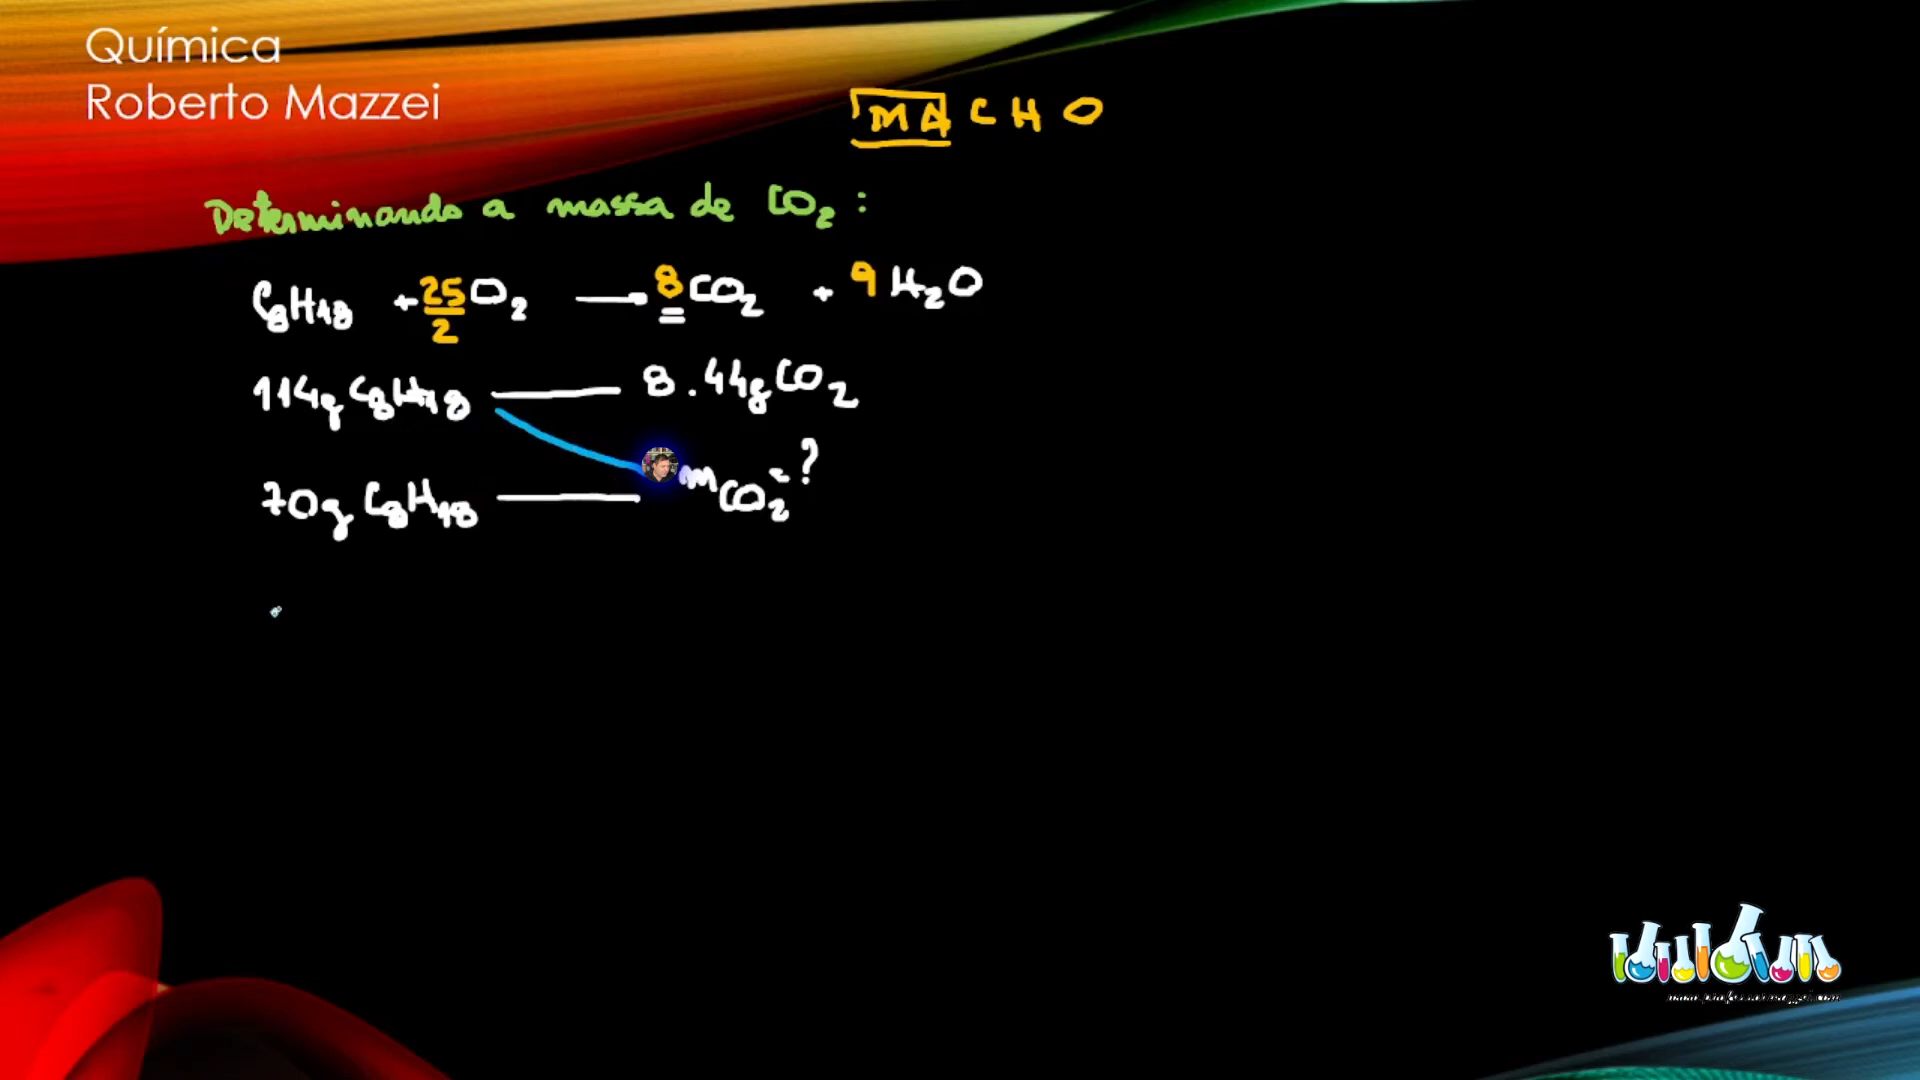 Química
Roberto Mazzei
MACHO
Determinando a massa de CO₂ :
C₈H₁₈ + 25/2 O₂ → 8 CO₂ + 9 H₂O
114g C₈H₁₈ — 8.44g CO₂
70g C₈H₁₈ — mCO₂ = ?